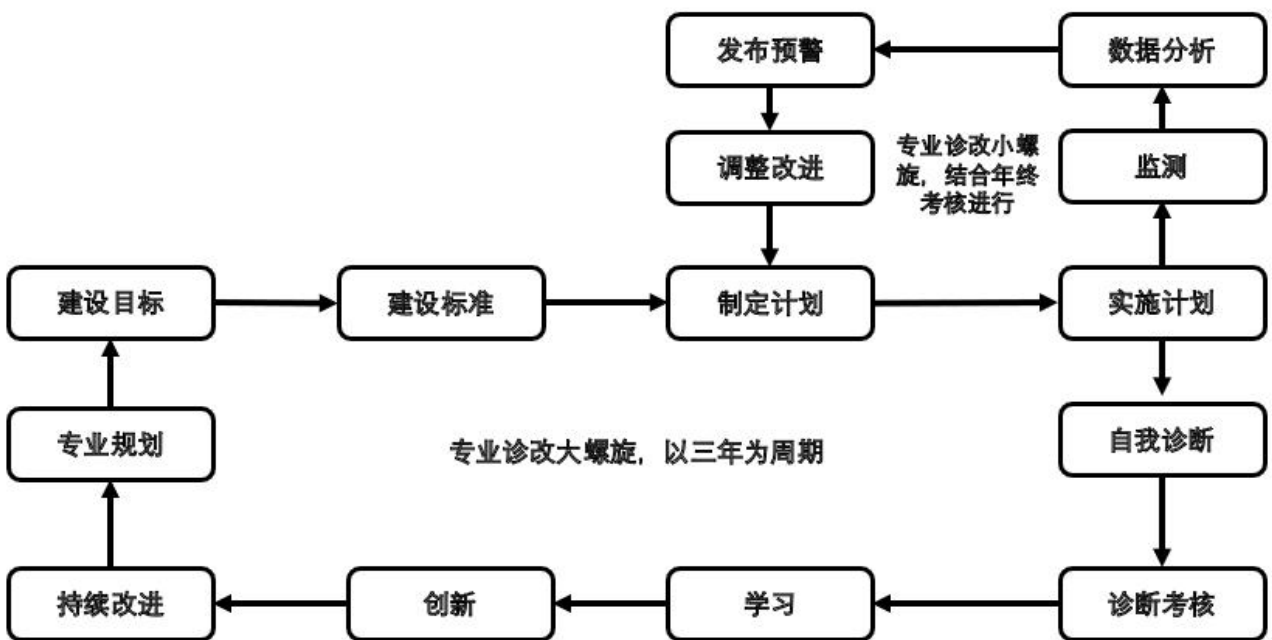 发布预警
数据分析
调整改进
专业诊改小螺
旋，结合年终
考核进行
监测
建设目标
建设标准
制定计划
实施计划
专业规划
专业诊改大螺旋，以三年为周期
自我诊断
持续改进
创新
学习
诊断考核